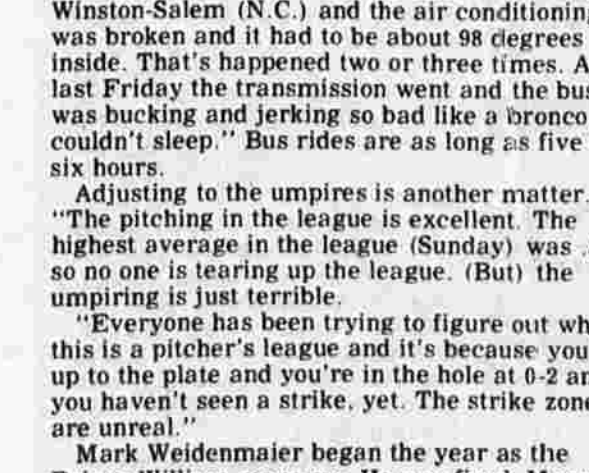 Winston-Salem (N.C.) and the air conditioning
was broken and it had to be about 98 degrees
inside. That's happened two or three times. A
last Friday the transmission went and the bus
was bucking and jerking so bad like a bronco
couldn't sleep." Bus rides are as long as five
six hours.
Adjusting to the umpires is another matter.
"The pitching in the league is excellent. The
highest average in the league (Sunday) was .
so no one is tearing up the league. (But) the
umpiring is just terrible.
"Everyone has been trying to figure out wh
this is a pitcher's league and it's because you
up to the plate and you're in the hole at 0-2 an
you haven't seen a strike, yet. The strike zone
are unreal."
Mark Weidenmaier began the year as the